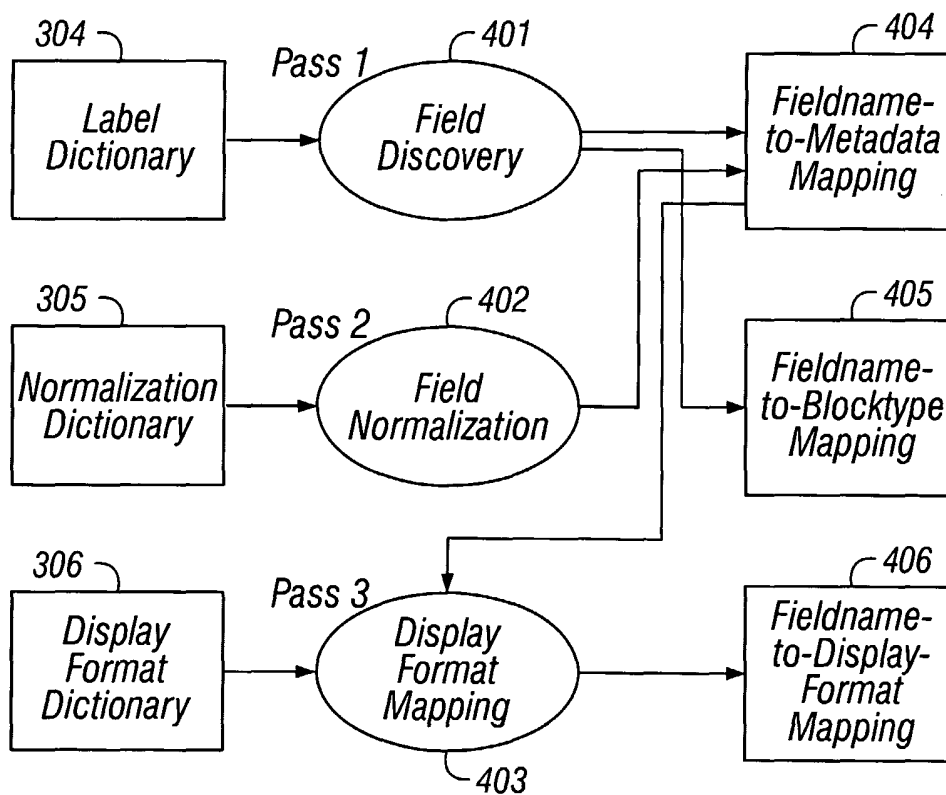 304
Label
Dictionary
Pass 1
401
Field
Discovery
404
Fieldname-
to-Metadata
Mapping
305
Normalization
Dictionary
Pass 2
402
Field
Normalization
405
Fieldname-
to-Blocktype
Mapping
306
Display
Format
Dictionary
Pass 3
Display
Format
Mapping
403
406
Fieldname-
to-Display-
Format
Mapping